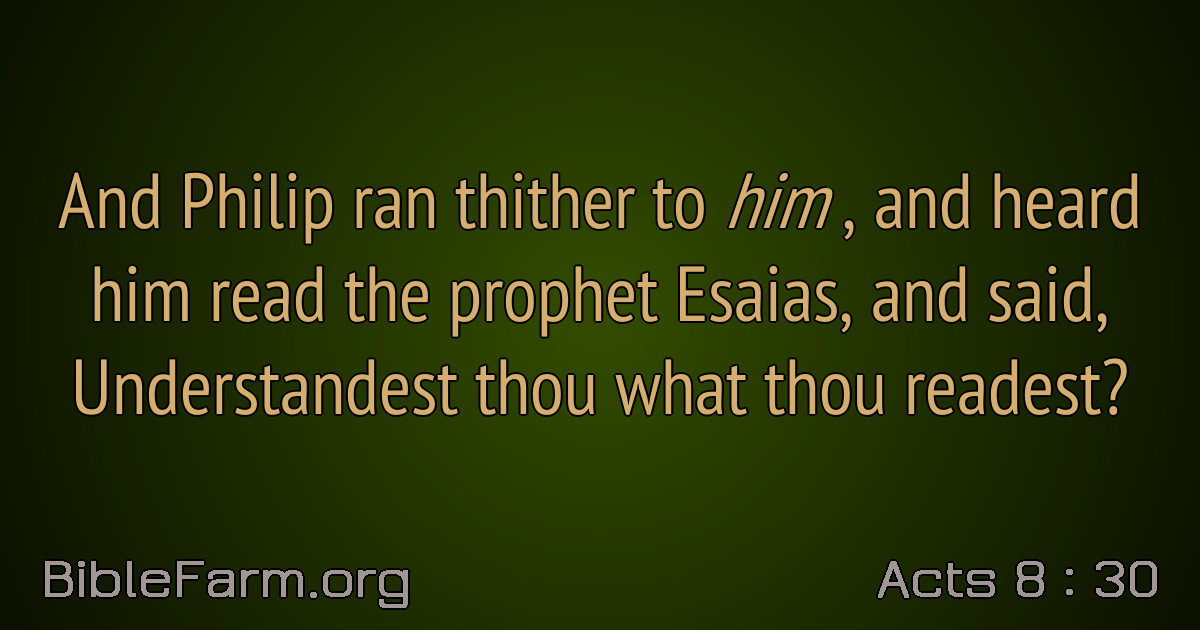 And Philip ran thither to him , and heard
him read the prophet Esaias, and said,
Understandest thou what thou readest?
BibleFarm.org
Acts 8 : 30